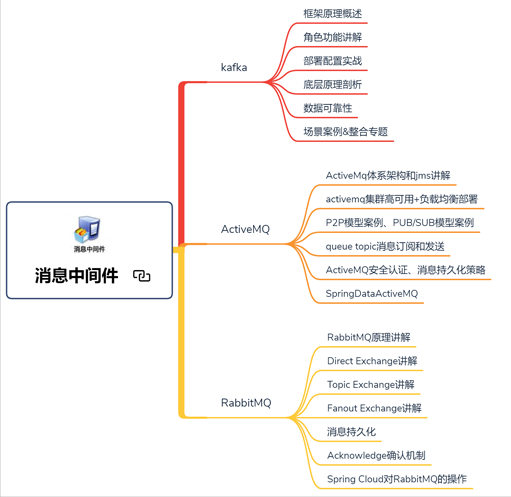 消息中间件
消息中间件
kafka
框架原理概述
角色功能讲解
部署配置实战
底层原理剖析
数据可靠性
场景案例&整合专题
ActiveMQ
ActiveMq体系架构和jms讲解
activemq集群高可用+负载均衡部署
P2P模型案例、PUB/SUB模型案例
queue topic消息订阅和发送
ActiveMQ安全认证、消息持久化策略
SpringDataActiveMQ
RabbitMQ
RabbitMQ原理讲解
Direct Exchange讲解
Topic Exchange讲解
Fanout Exchange讲解
消息持久化
Acknowledge确认机制
Spring Cloud对RabbitMQ的操作